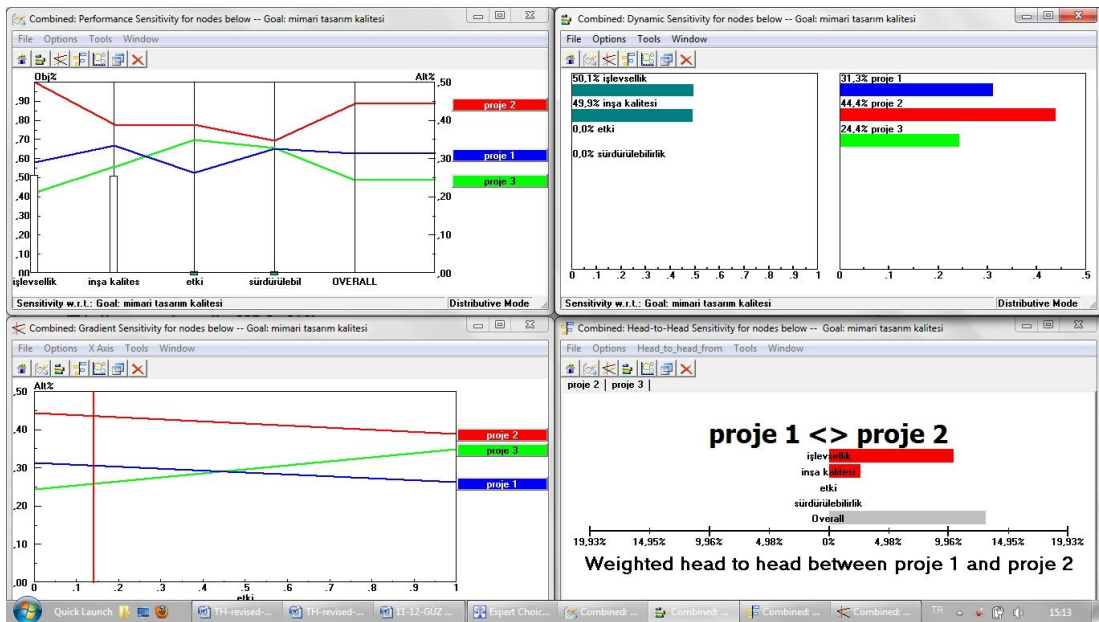 Combined: Performance Sensitivity for nodes below -- Goal: mimari tasarım kalitesi
File Options Tools Window
Obj% Alt%
,90
,80
,70
,60
,50
,40
,30
,20
,10
,00
,50
,40
,30
,20
,10
,00
proje 2
proje 1
proje 3
işlevsellik inşa kalites etki sürdürülebil OVERALL
Sensitivity w.r.t.: Goal: mimari tasarım kalitesi Distributive Mode
Combined: Dynamic Sensitivity for nodes below -- Goal: mimari tasarım kalitesi
File Options Tools Window
50,1% işlevsellik
49,9% inşa kalitesi
0,0% etki
0,0% sürdürülebilirlik
0 .1 .2 .3 .4 .5 .6 .7 .8 .9 1
31,3% proje 1
44,4% proje 2
24,4% proje 3
0 .1 .2 .3 .4 .5
Sensitivity w.r.t.: Goal: mimari tasarım kalitesi Distributive Mode
Combined: Gradient Sensitivity for nodes below -- Goal: mimari tasarım kalitesi
File Options X Axis Tools Window
Alt%
,50
,40
,30
,20
,10
,00
proje 2
proje 3
proje 1
0 .1 .2 .3 .4 .5 .6 .7 .8 .9 1
etki
Combined: Head-to-Head Sensitivity for nodes below -- Goal: mimari tasarım kalitesi
File Options Head_to_head_from Tools Window
proje 2 | proje 3 |
proje 1 <> proje 2
işlevsellik
inşa kalitesi
etki
sürdürülebilirlik
Overall
19,93% 14,95% 9,96% 4,98% 0% 4,98% 9,96% 14,95% 19,93%
Weighted head to head between proje 1 and proje 2
Quick Launch TH-revised-... TH-revised-... 11-12-GÜZ ... Expert Choic... Combined: ... Combined: ... Combined: ... Combined: ... TR 15:13